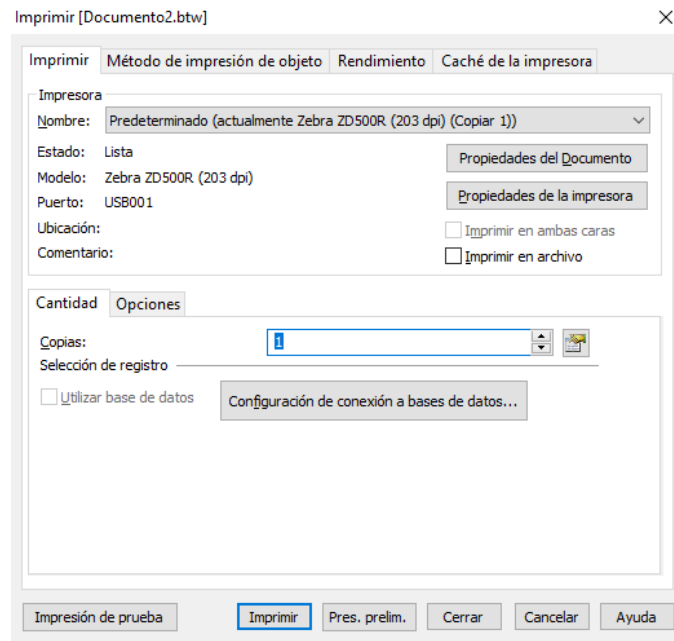 Imprimir [Documento2.btw]
Imprimir Método de impresión de objeto Rendimiento Caché de la impresora
Impresora
Nombre: Predeterminado (actualmente Zebra ZD500R (203 dpi) (Copiar 1))
Estado: Lista
Propiedades del Documento
Modelo: Zebra ZD500R (203 dpi)
Puerto: USB001
Propiedades de la impresora
Ubicación:
Imprimir en ambas caras
Comentario:
Imprimir en archivo
Cantidad Opciones
Copias: 1
Selección de registro
Utilizar base de datos Configuración de conexión a bases de datos...
Impresión de prueba Imprimir Pres. prelim. Cerrar Cancelar Ayuda